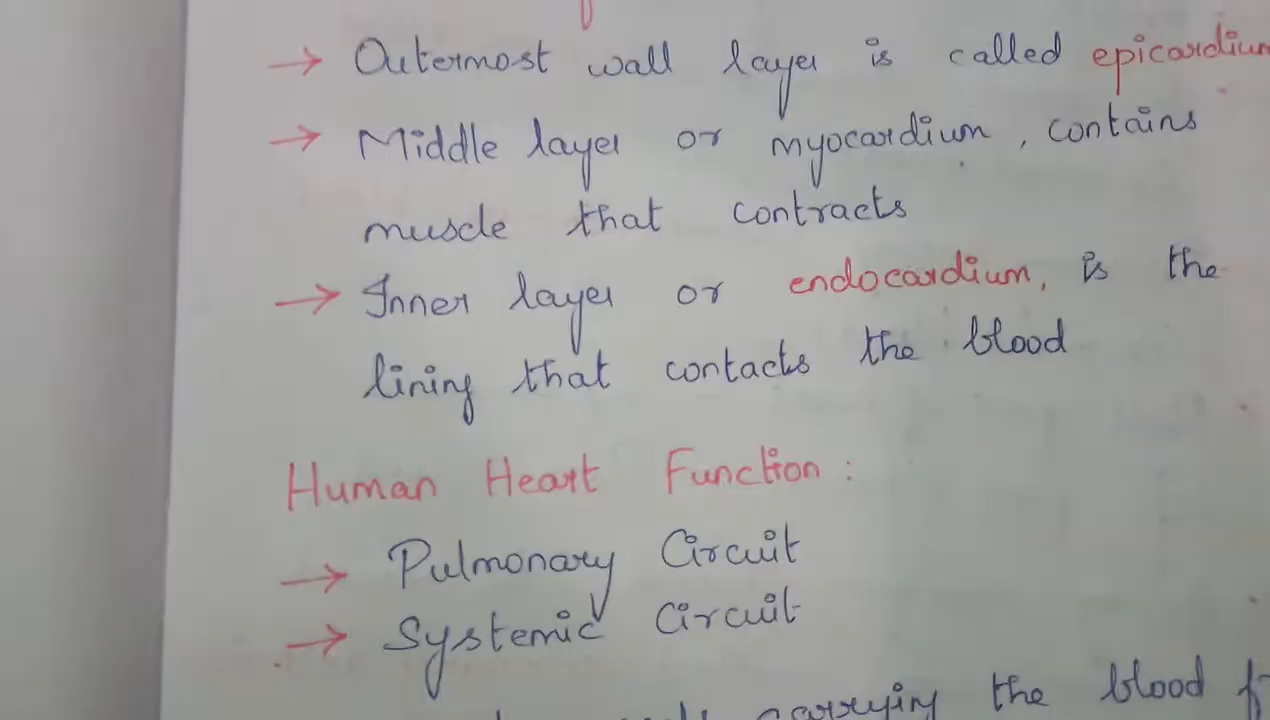 → Outermost wall layer is called epicardium
→ Middle layer or myocardium, contains
muscle that contracts
→ Inner layer or endocardium, is the
lining that contacts the blood
Human Heart Function:
→ Pulmonary Circuit
→ Systemic Circuit
carrying the blood